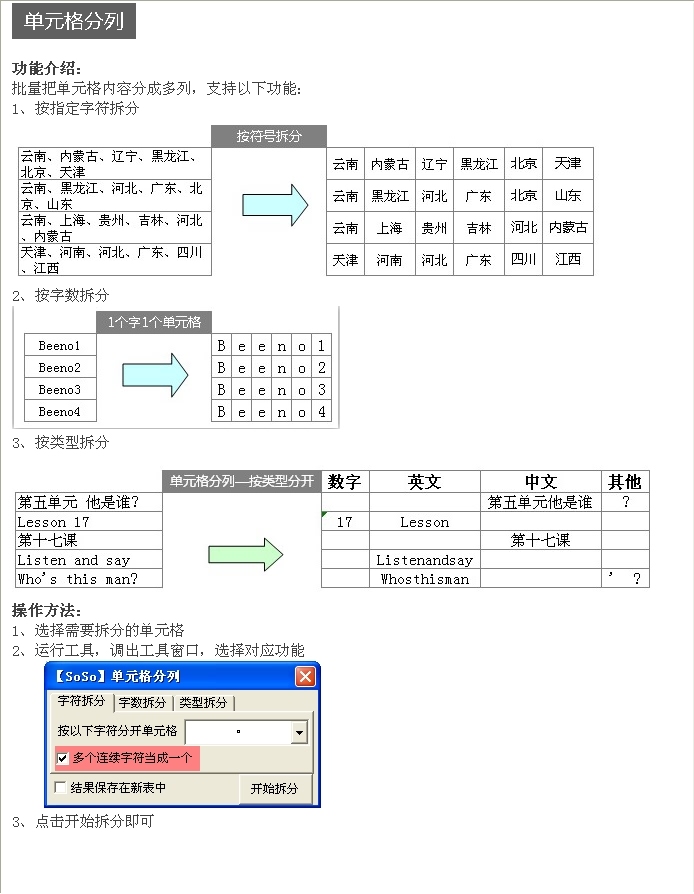 单元格分列
功能介绍：
批量把单元格内容分成多列，支持以下功能：
1、按指定字符拆分
按符号拆分
云南、内蒙古、辽宁、黑龙江、
北京、天津
云南、黑龙江、河北、广东、北
京、山东
云南、上海、贵州、吉林、河北
、内蒙古
天津、河南、河北、广东、四川
、江西
云南 内蒙古 辽宁 黑龙江 北京 天津
云南 黑龙江 河北 广东 北京 山东
云南 上海 贵州 吉林 河北 内蒙古
天津 河南 河北 广东 四川 江西
2、按字数拆分
1个字1个单元格
Beeno1
Beeno2
Beeno3
Beeno4
B e e n o 1
B e e n o 2
B e e n o 3
B e e n o 4
3、按类型拆分
单元格分列—按类型分开
第五单元 他是谁?
Lesson 17
第十七课
Listen and say
Who's this man?
数字 英文 中文 其他
第五单元他是谁 ?
17 Lesson
第十七课
Listenandsay
Whosthisman ' ?
操作方法：
1、选择需要拆分的单元格
2、运行工具，调出工具窗口，选择对应功能
【SoSo】单元格分列
字符拆分 字数拆分 类型拆分
按以下字符分开单元格 。
多个连续字符当成一个
结果保存在新表中 开始拆分
3、点击开始拆分即可